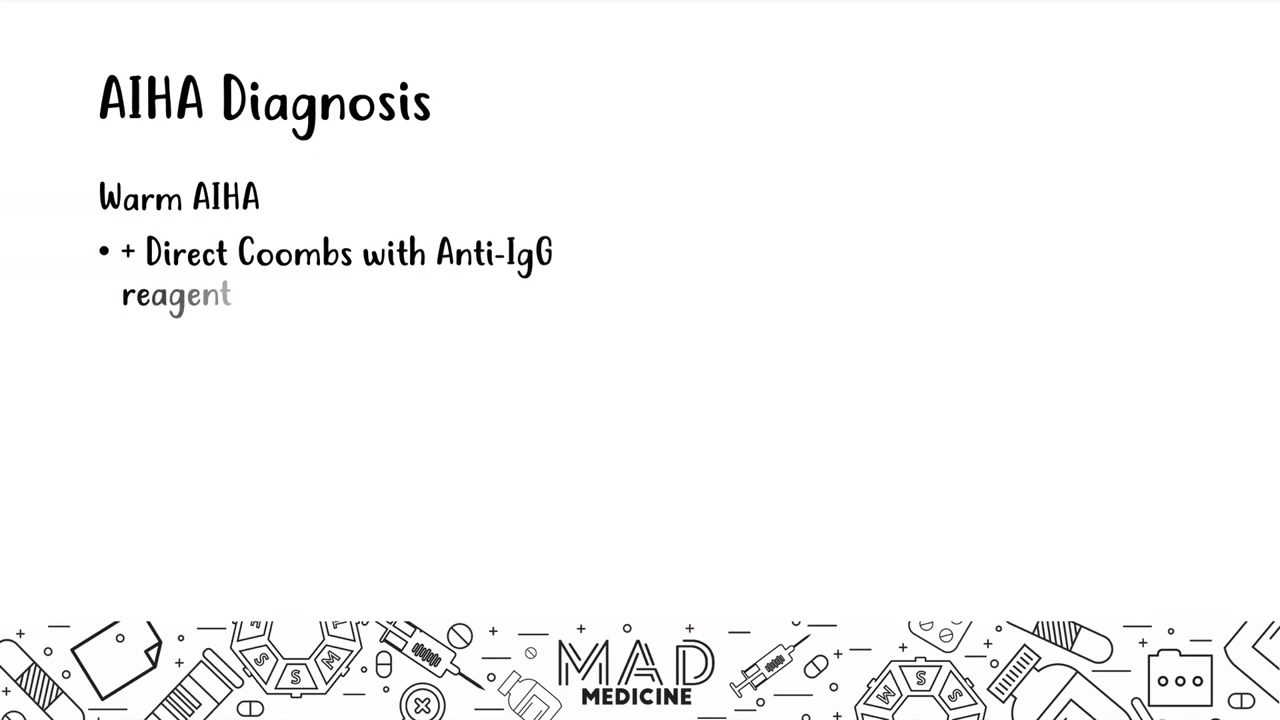 AIHA Diagnosis
Warm AIHA
• + Direct Coombs with Anti-IgG
reagent
MAD
MEDICINE